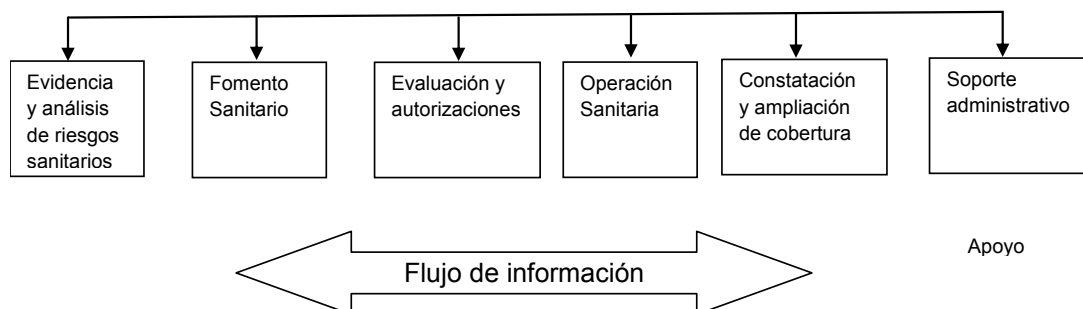 Evidencia
y análisis
de riesgos
sanitarios
Fomento
Sanitario
Evaluación y
autorizaciones
Operación
Sanitaria
Constatación
y ampliación
de cobertura
Soporte
administrativo
Flujo de información
Apoyo